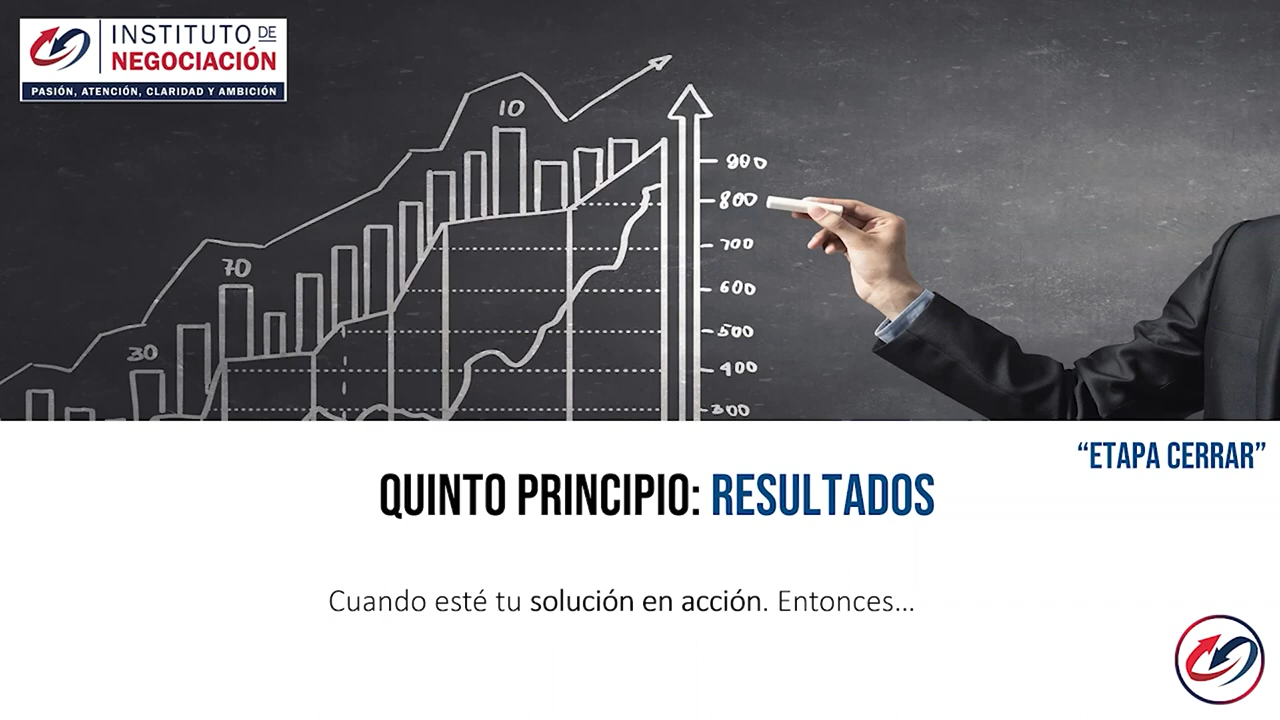 INSTITUTO DE
NEGOCIACIÓN
PASIÓN, ATENCIÓN, CLARIDAD Y AMBICIÓN
10
900
800
70
700
600
500
30
400
300
“ETAPA CERRAR”
QUINTO PRINCIPIO: RESULTADOS
Cuando esté tu solución en acción. Entonces...